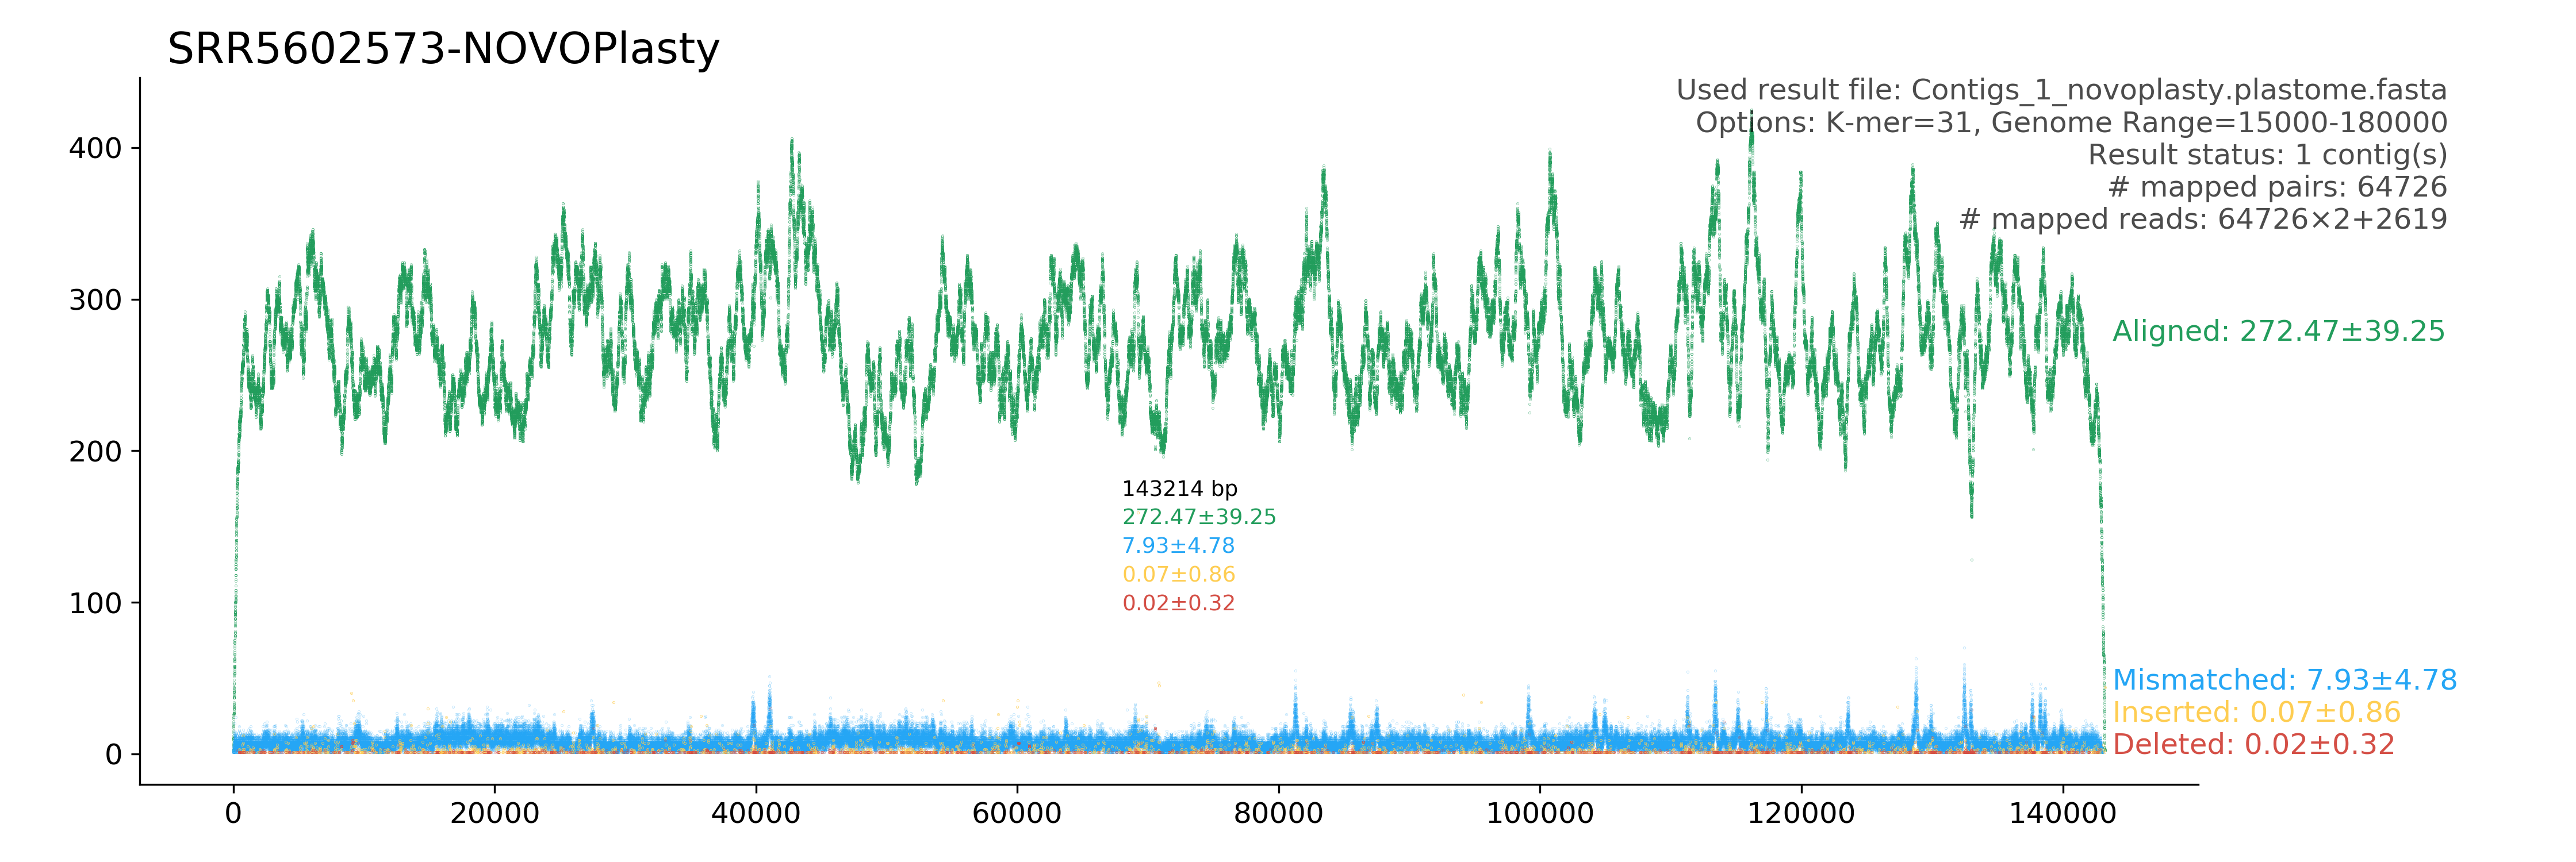 SRR5602573-NOVOPlasty
Used result file: Contigs_1_novoplasty.plastome.fasta
Options: K-mer=31, Genome Range=15000-180000
Result status: 1 contig(s)
# mapped pairs: 64726
# mapped reads: 64726×2+2619
400
300
200
100
0
Aligned: 272.47±39.25
143214 bp
272.47±39.25
7.93±4.78
0.07±0.86
0.02±0.32
Mismatched: 7.93±4.78
Inserted: 0.07±0.86
Deleted: 0.02±0.32
0 20000 40000 60000 80000 100000 120000 140000